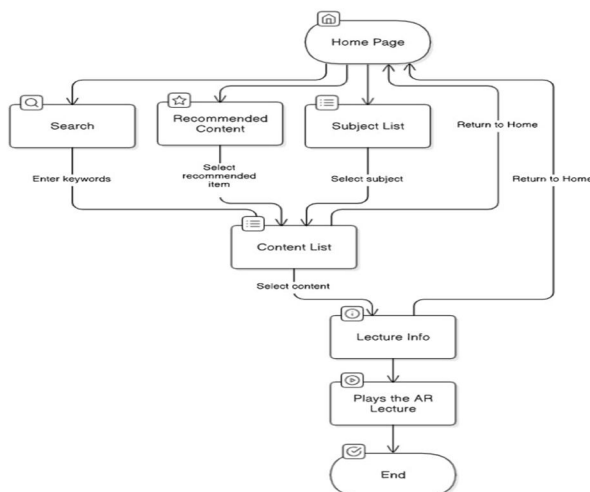 Home Page
Search
Recommended
Content
Subject List
Return to Home
Enter keywords
Select
recommended
item
Select subject
Return to Home
Content List
Select content
Lecture Info
Plays the AR
Lecture
End